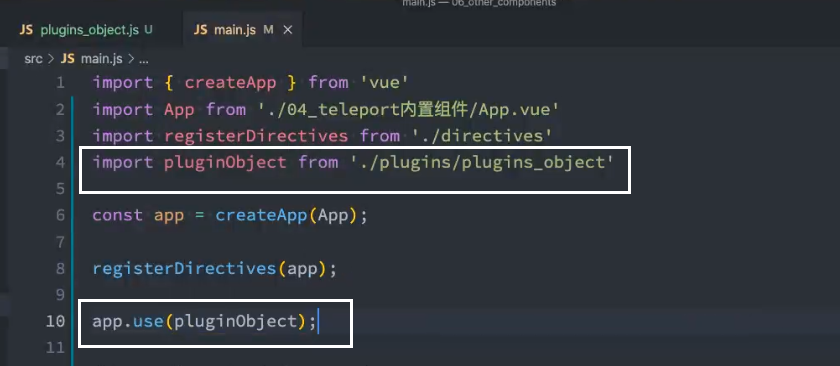 main.js — 06_other_components
JS plugins_object.js U JS main.js M ×
src > JS main.js > ...
1 import { createApp } from 'vue'
2 import App from './04_teleport内置组件/App.vue'
3 import registerDirectives from './directives'
4 import pluginObject from './plugins/plugins_object'
5
6 const app = createApp(App);
7
8 registerDirectives(app);
9
10 app.use(pluginObject);
11